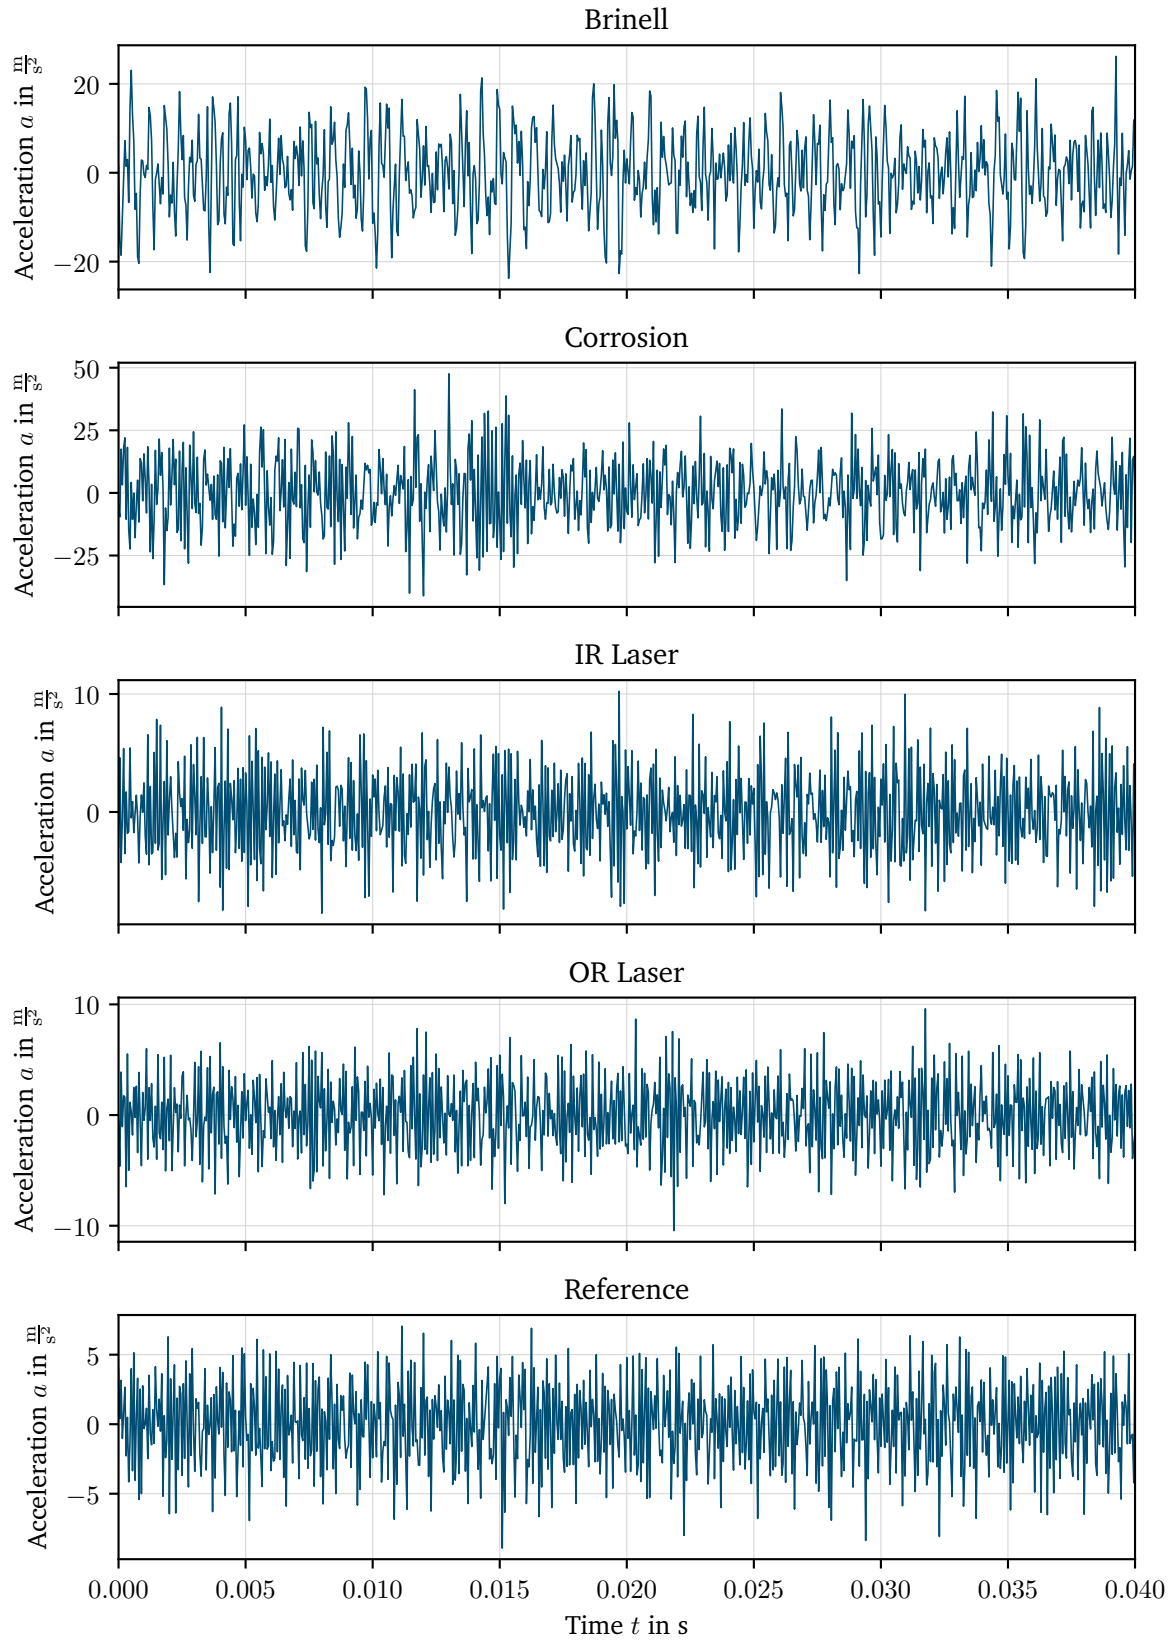 Brinell
Acceleration a in m/s²
20
0
−20
Corrosion
Acceleration a in m/s²
50
25
0
−25
IR Laser
Acceleration a in m/s²
10
0
OR Laser
Acceleration a in m/s²
10
0
−10
Reference
Acceleration a in m/s²
5
0
−5
0.000 0.005 0.010 0.015 0.020 0.025 0.030 0.035 0.040
Time t in s